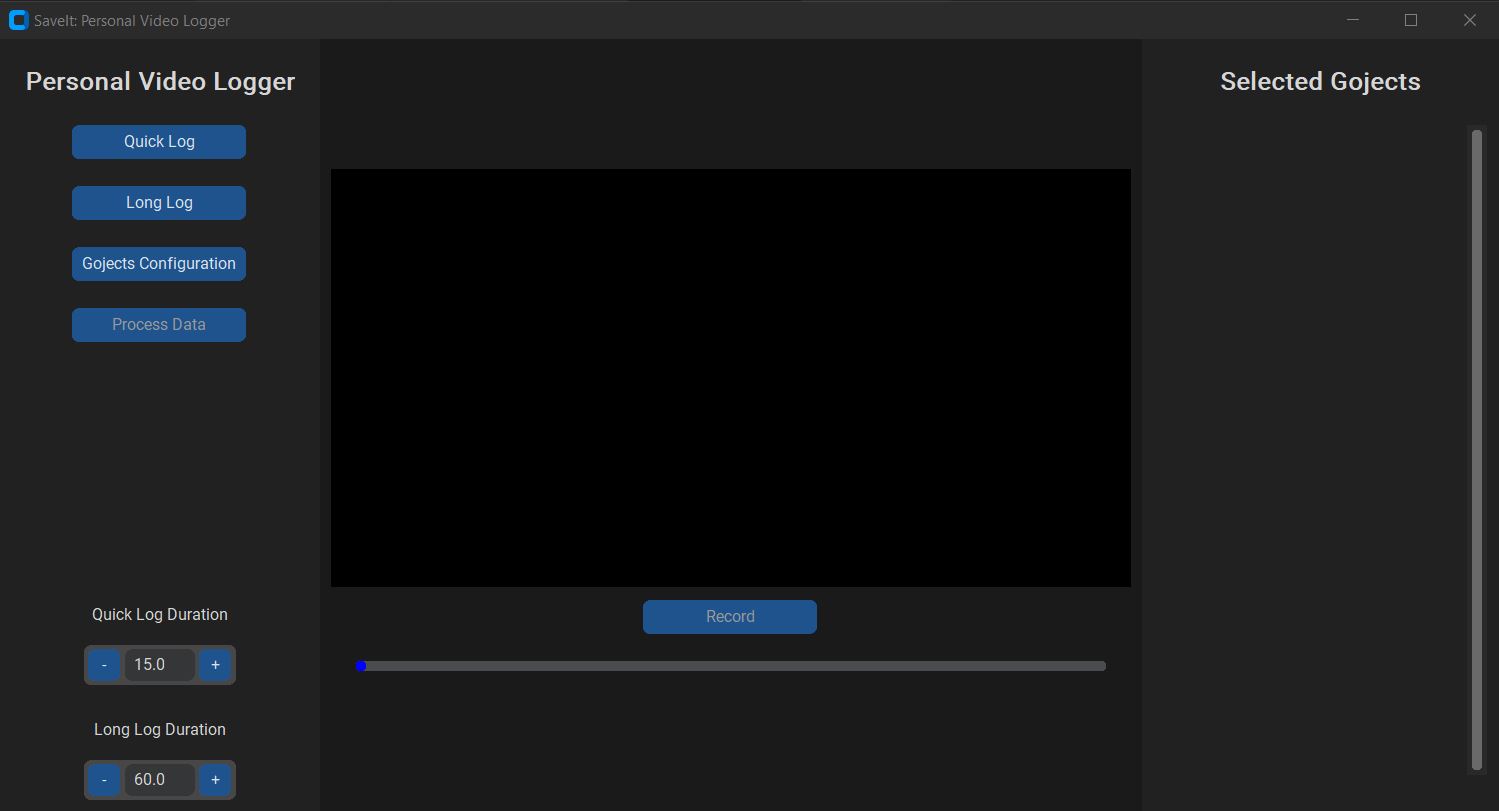 SaveIt: Personal Video Logger
Personal Video Logger
Quick Log
Long Log
Gojects Configuration
Process Data
Quick Log Duration
- 15.0 +
Long Log Duration
- 60.0 +
Record
Selected Gojects